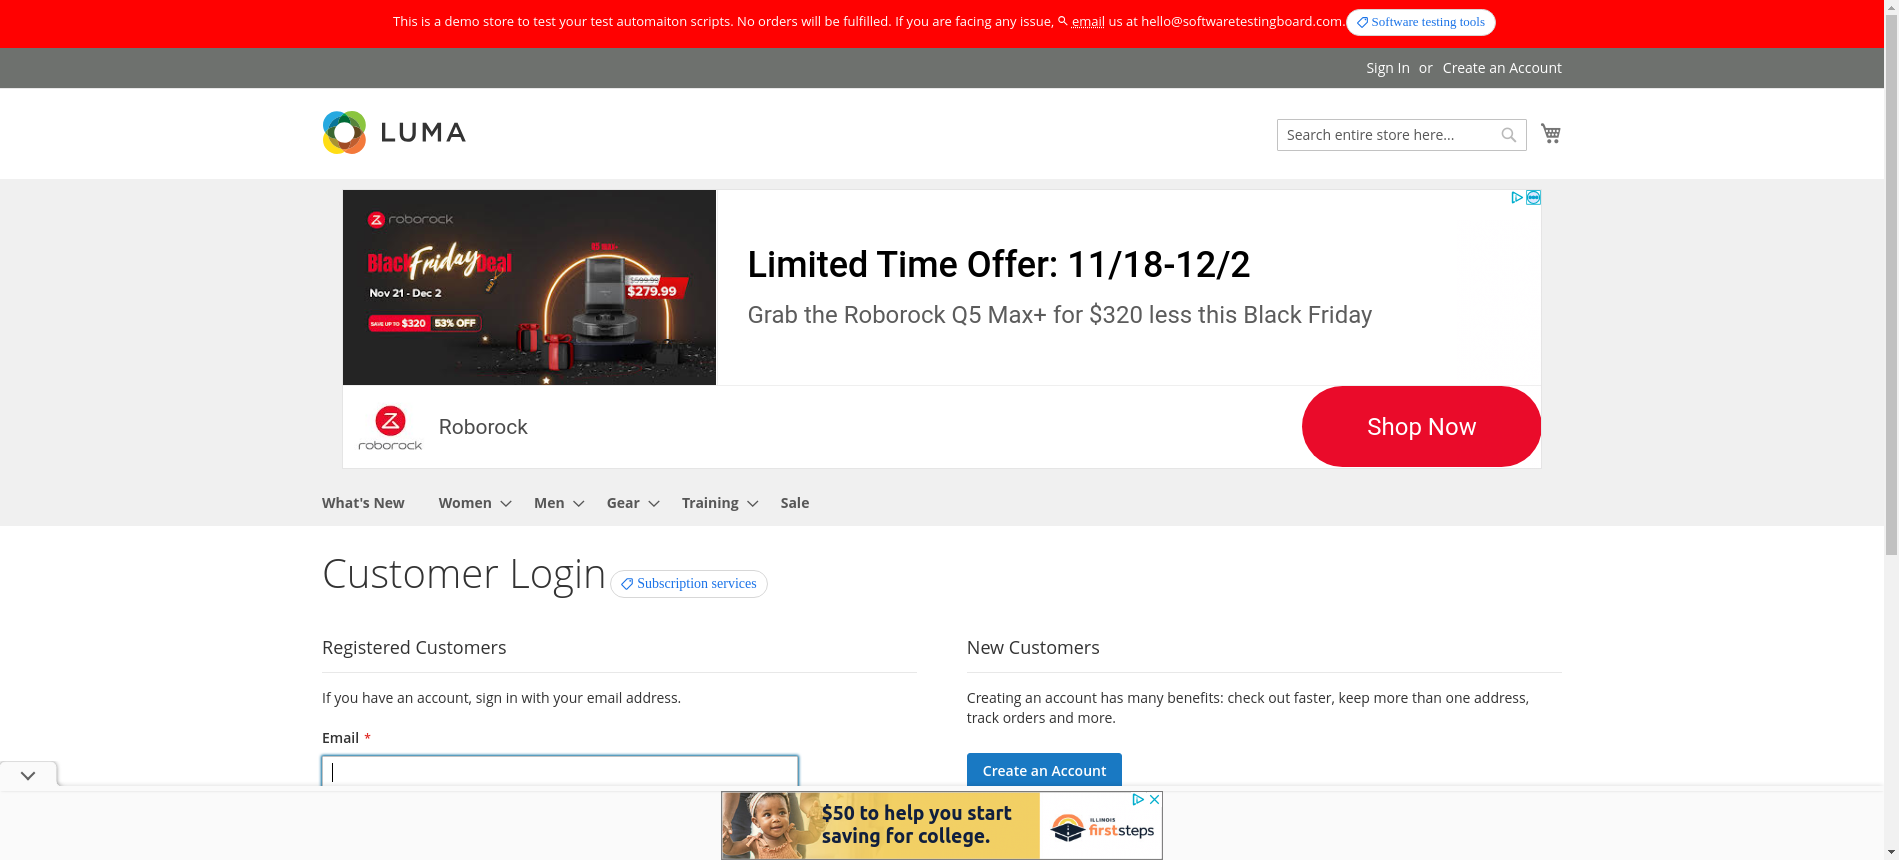 This is a demo store to test your test automaiton scripts. No orders will be fulfilled. If you are facing any issue, email us at hello@softwaretestingboard.com. Software testing tools
Sign In or Create an Account
LUMA
Search entire store here...
roborock
Black Friday Deal
Nov 21 - Dec 2
SAVE UP TO $320 53% OFF
Q5 max+
$599.99
$279.99
Limited Time Offer: 11/18-12/2
Grab the Roborock Q5 Max+ for $320 less this Black Friday
roborock
Roborock
Shop Now
What's New Women Men Gear Training Sale
Customer Login Subscription services
Registered Customers
If you have an account, sign in with your email address.
Email *
New Customers
Creating an account has many benefits: check out faster, keep more than one address,
track orders and more.
Create an Account
$50 to help you start
saving for college.
ILLINOIS
firststeps